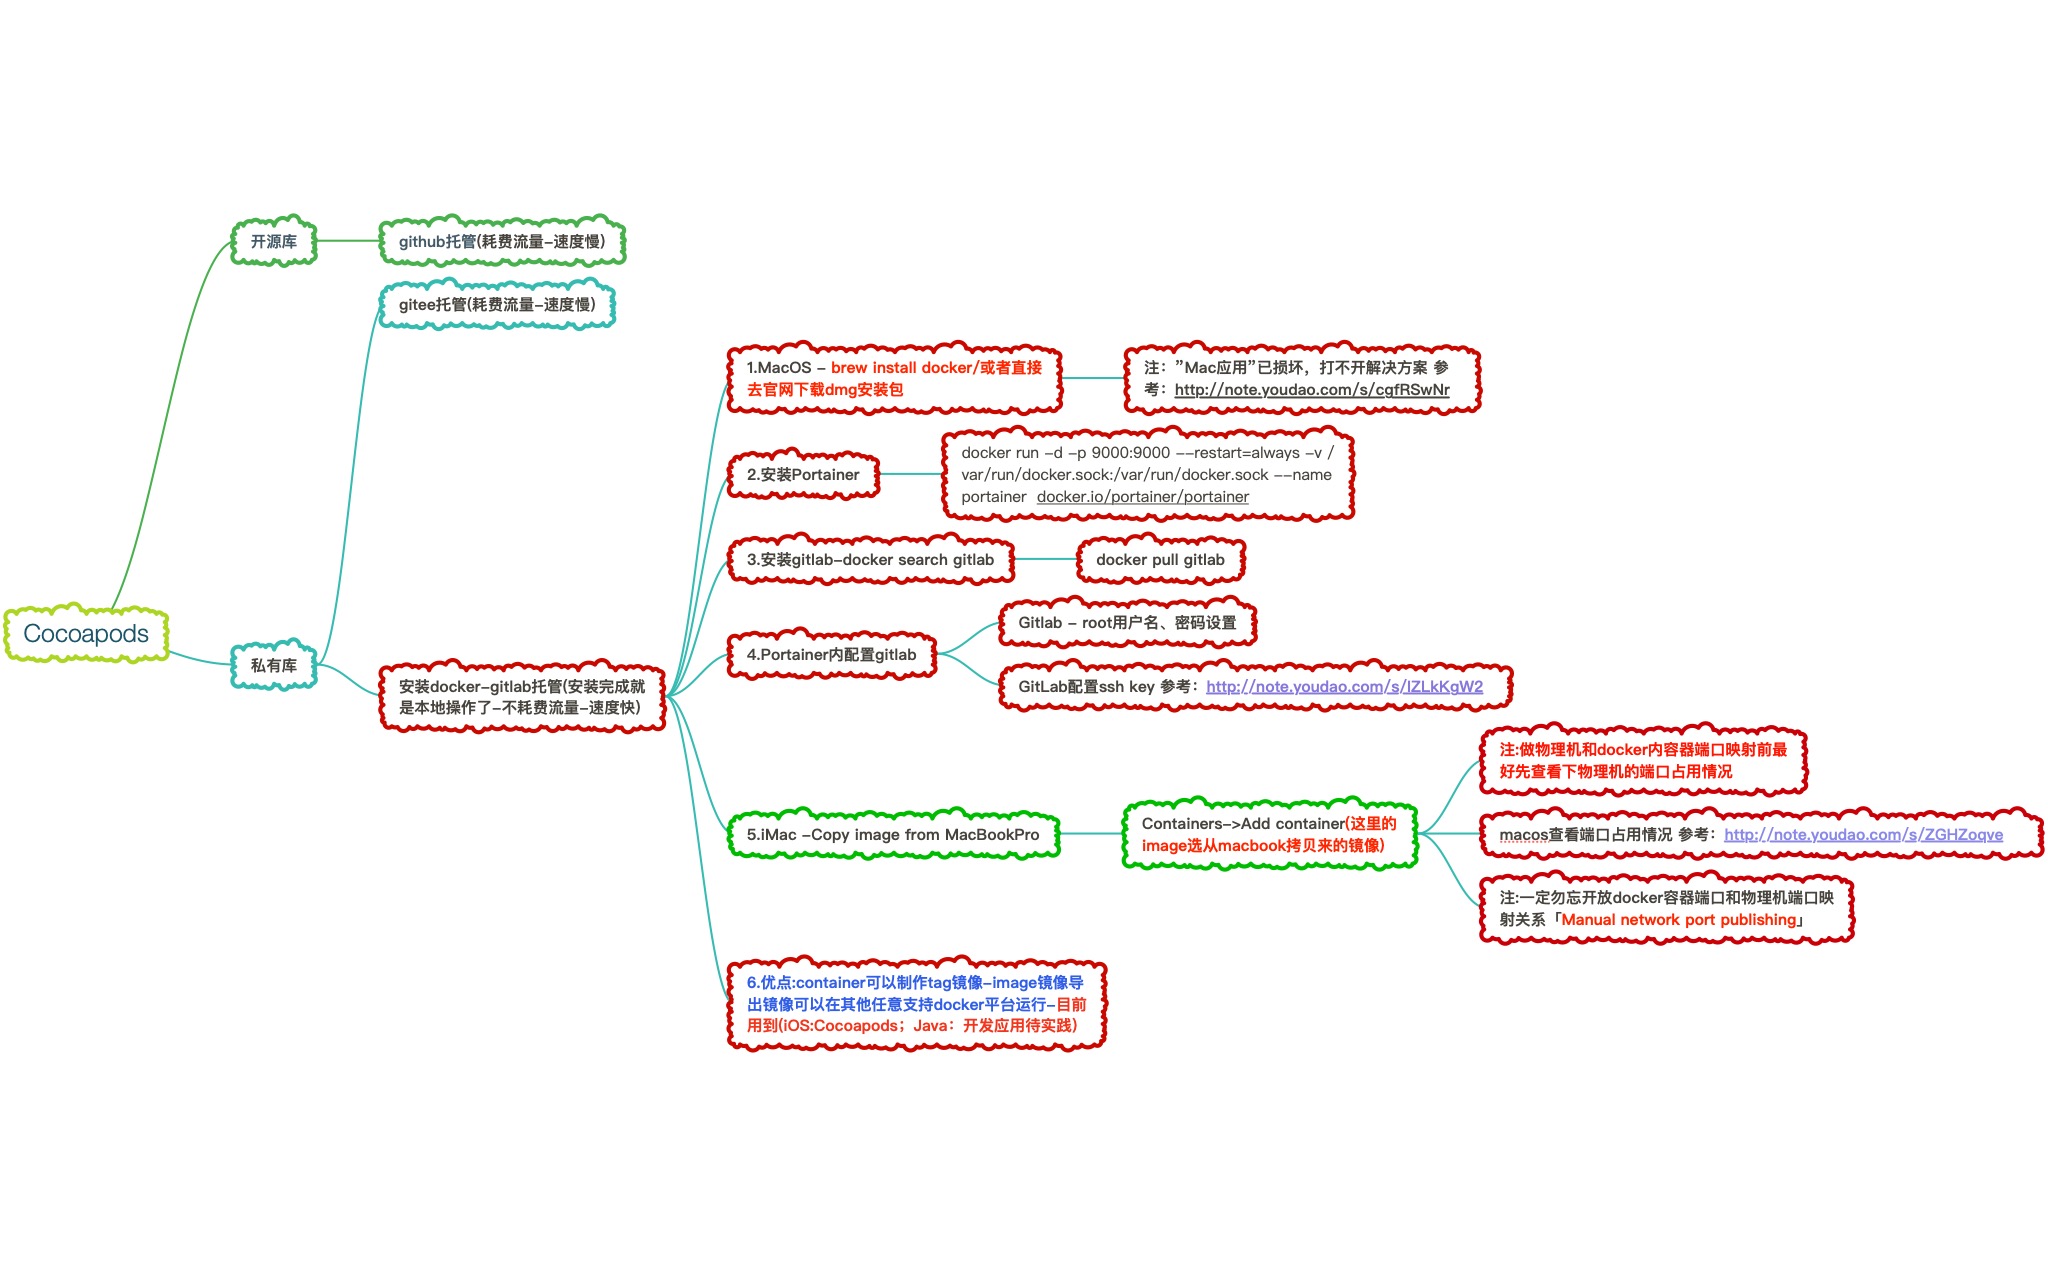 Cocoapods
开源库
github托管(耗费流量-速度慢)
私有库
gitee托管(耗费流量-速度慢)
安装docker-gitlab托管(安装完成就
是本地操作了-不耗费流量-速度快)
1.MacOS - brew install docker/或者直接
去官网下载dmg安装包
注：”Mac应用”已损坏，打不开解决方案 参
考：http://note.youdao.com/s/cgfRSwNr
2.安装Portainer
docker run -d -p 9000:9000 --restart=always -v /
var/run/docker.sock:/var/run/docker.sock --name
portainer docker.io/portainer/portainer
3.安装gitlab-docker search gitlab
docker pull gitlab
4.Portainer内配置gitlab
Gitlab - root用户名、密码设置
GitLab配置ssh key 参考：http://note.youdao.com/s/IZLkKgW2
5.iMac -Copy image from MacBookPro
Containers->Add container(这里的
image选从macbook拷贝来的镜像)
注:做物理机和docker内容器端口映射前最
好先查看下物理机的端口占用情况
macos查看端口占用情况 参考：http://note.youdao.com/s/ZGHZoqve
注:一定勿忘开放docker容器端口和物理机端口映
射关系「Manual network port publishing」
6.优点:container可以制作tag镜像-image镜像导
出镜像可以在其他任意支持docker平台运行-目前
用到(iOS:Cocoapods；Java：开发应用待实践)